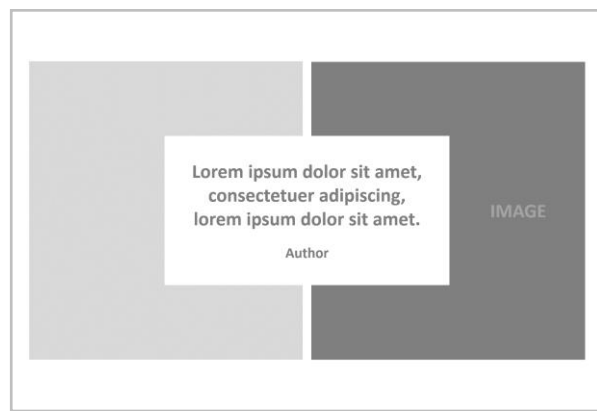 Lorem ipsum dolor sit amet,
consectetuer adipiscing,
lorem ipsum dolor sit amet.
Author
IMAGE